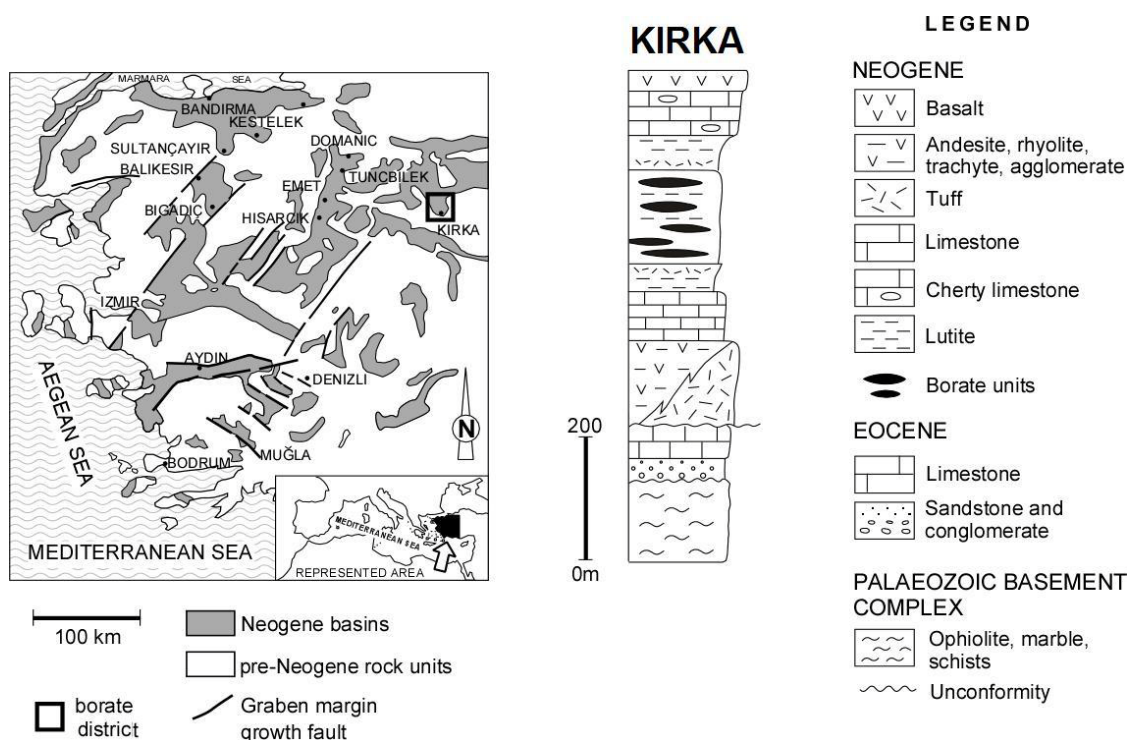 MARMARA SEA
BANDIRMA
KESTELEK
SULTANÇAYIR
DOMANIC
BALIKESIR
TUNCBILEK
EMET
BIGADIC
HISARCIK
KIRKA
IZMIR
AYDIN
DENIZLI
AEGEAN SEA
N
MUĞLA
BODRUM
MEDITERRANEAN SEA
MEDITERRANEAN SEA
REPRESENTED AREA
100 km
Neogene basins
pre-Neogene rock units
borate
district
Graben margin
growth fault
KIRKA
200
0m
LEGEND
NEOGENE
Basalt
Andesite, rhyolite,
trachyte, agglomerate
Tuff
Limestone
Cherty limestone
Lutite
Borate units
EOCENE
Limestone
Sandstone and
conglomerate
PALAEOZOIC BASEMENT
COMPLEX
Ophiolite, marble,
schists
Unconformity